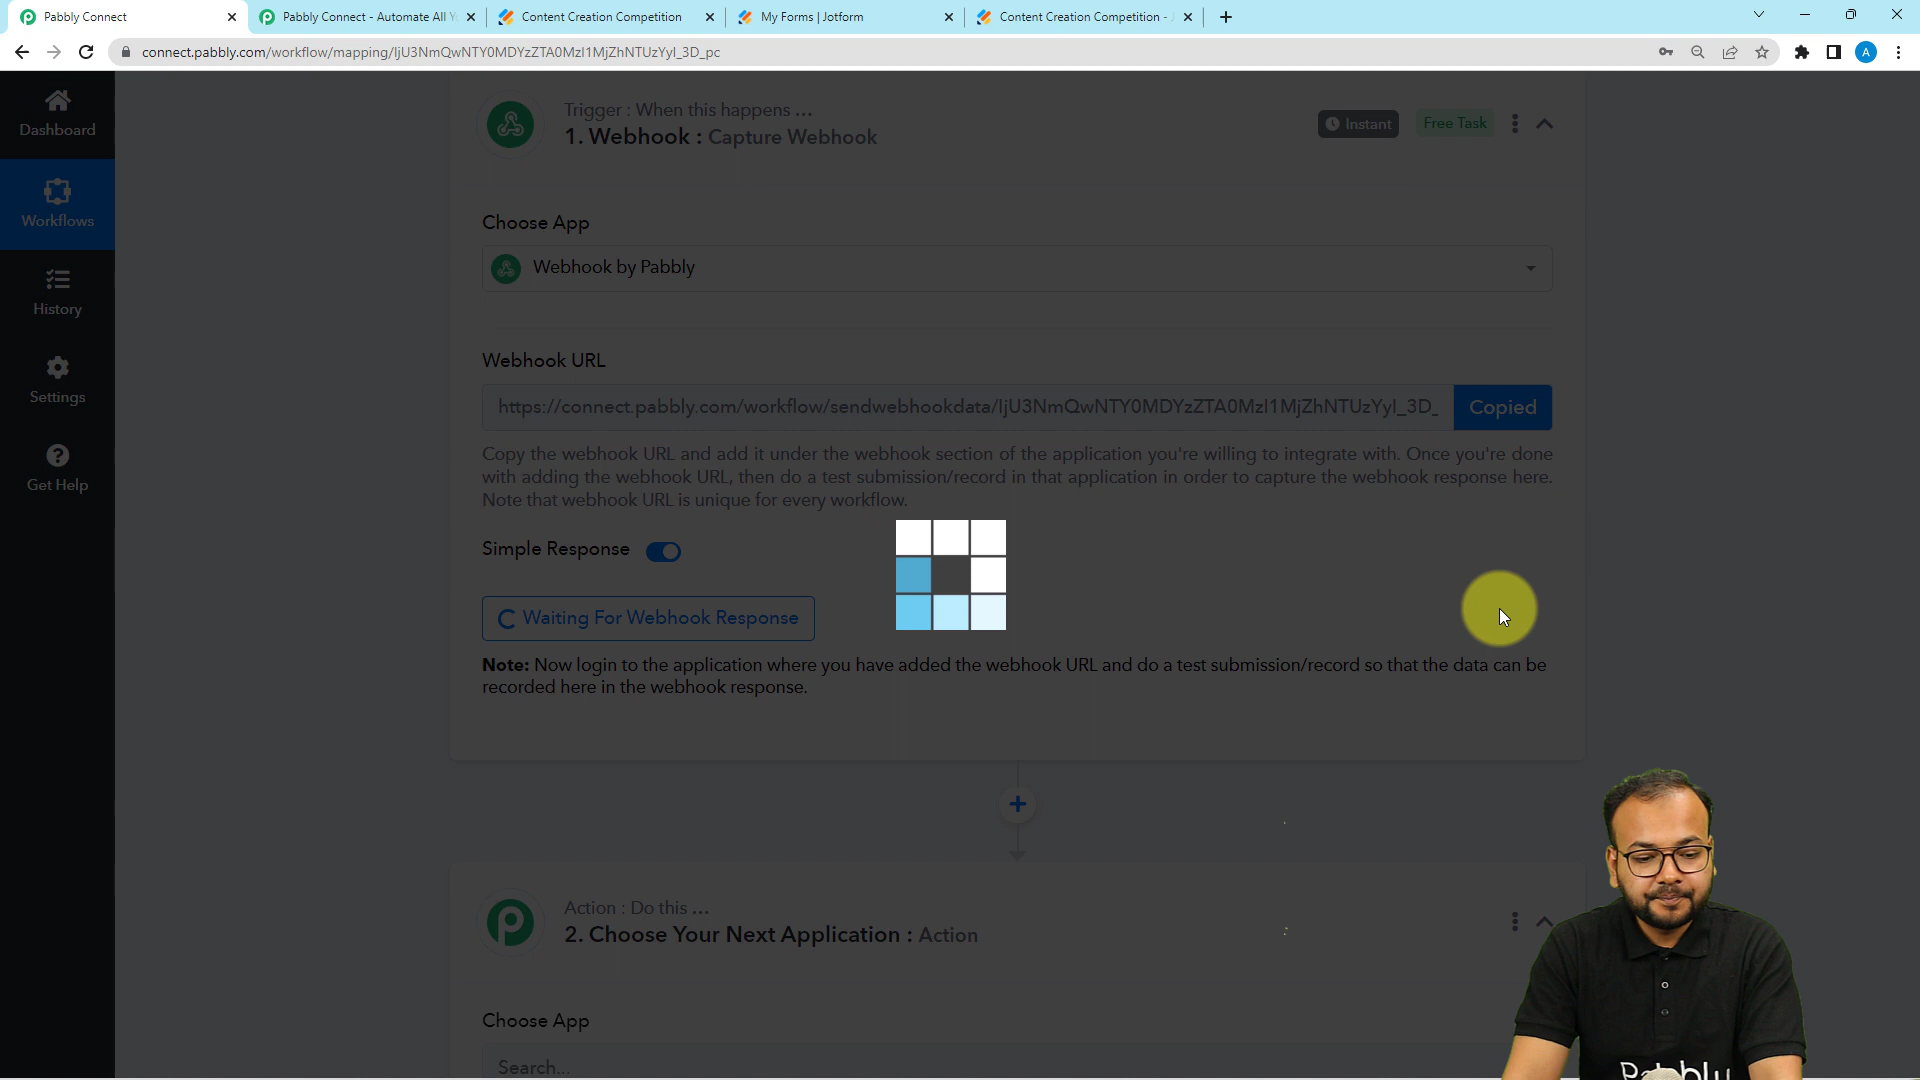 Pabbly Connect
Pabbly Connect - Automate All Y
Content Creation Competition
My Forms | Jotform
Content Creation Competition -
A
Dashboard
Workflows
History
Settings
Get Help
Trigger : When this happens ...
1. Webhook : Capture Webhook
Instant
Free Task
Choose App
Webhook by Pabbly
Webhook URL
https://connect.pabbly.com/workflow/sendwebhookdata/IjU3NmQwNTY0MDYzZTA0MzI1MjZhNTUzYyI_3D_
Copied
Copy the webhook URL and add it under the webhook section of the application you're willing to integrate with. Once you're done
with adding the webhook URL, then do a test submission/record in that application in order to capture the webhook response here.
Note that webhook URL is unique for every workflow.
Simple Response
Waiting For Webhook Response
Note: Now login to the application where you have added the webhook URL and do a test submission/record so that the data can be
recorded here in the webhook response.
Action : Do this ...
2. Choose Your Next Application : Action
Choose App
Search...
Pabbly